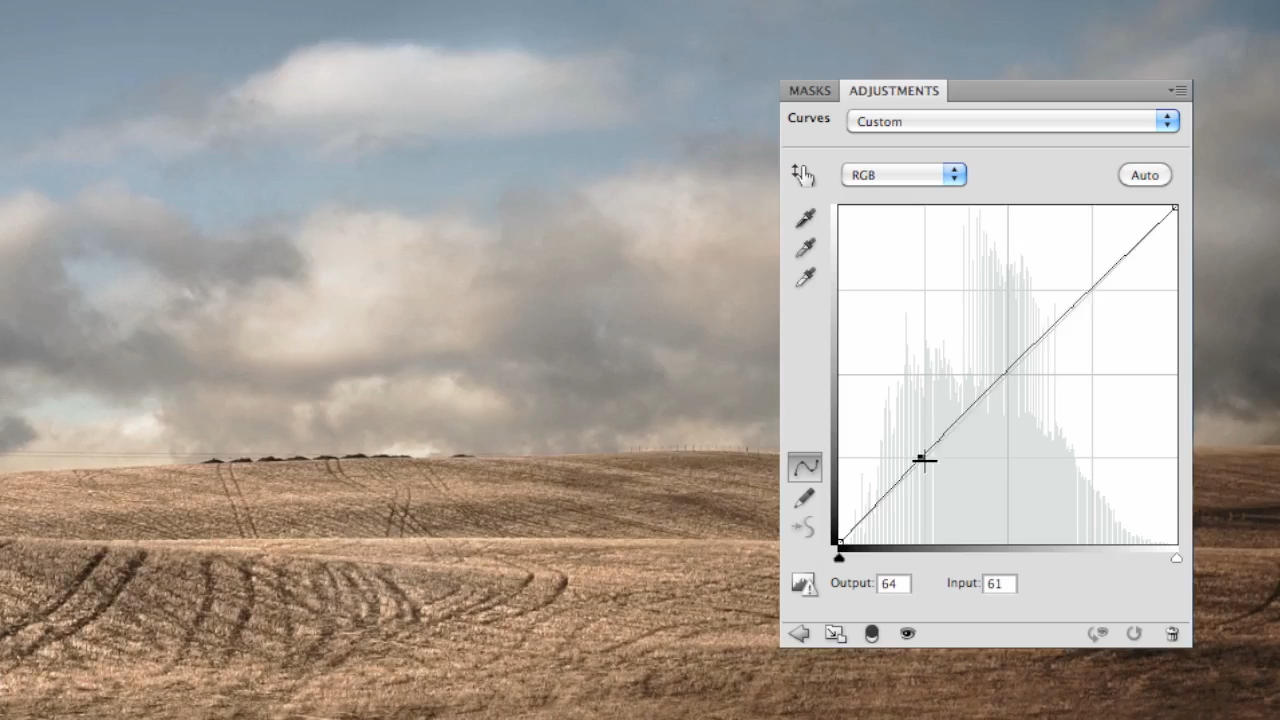 MASKS ADJUSTMENTS
Curves Custom
RGB Auto
Output: 64 Input: 61